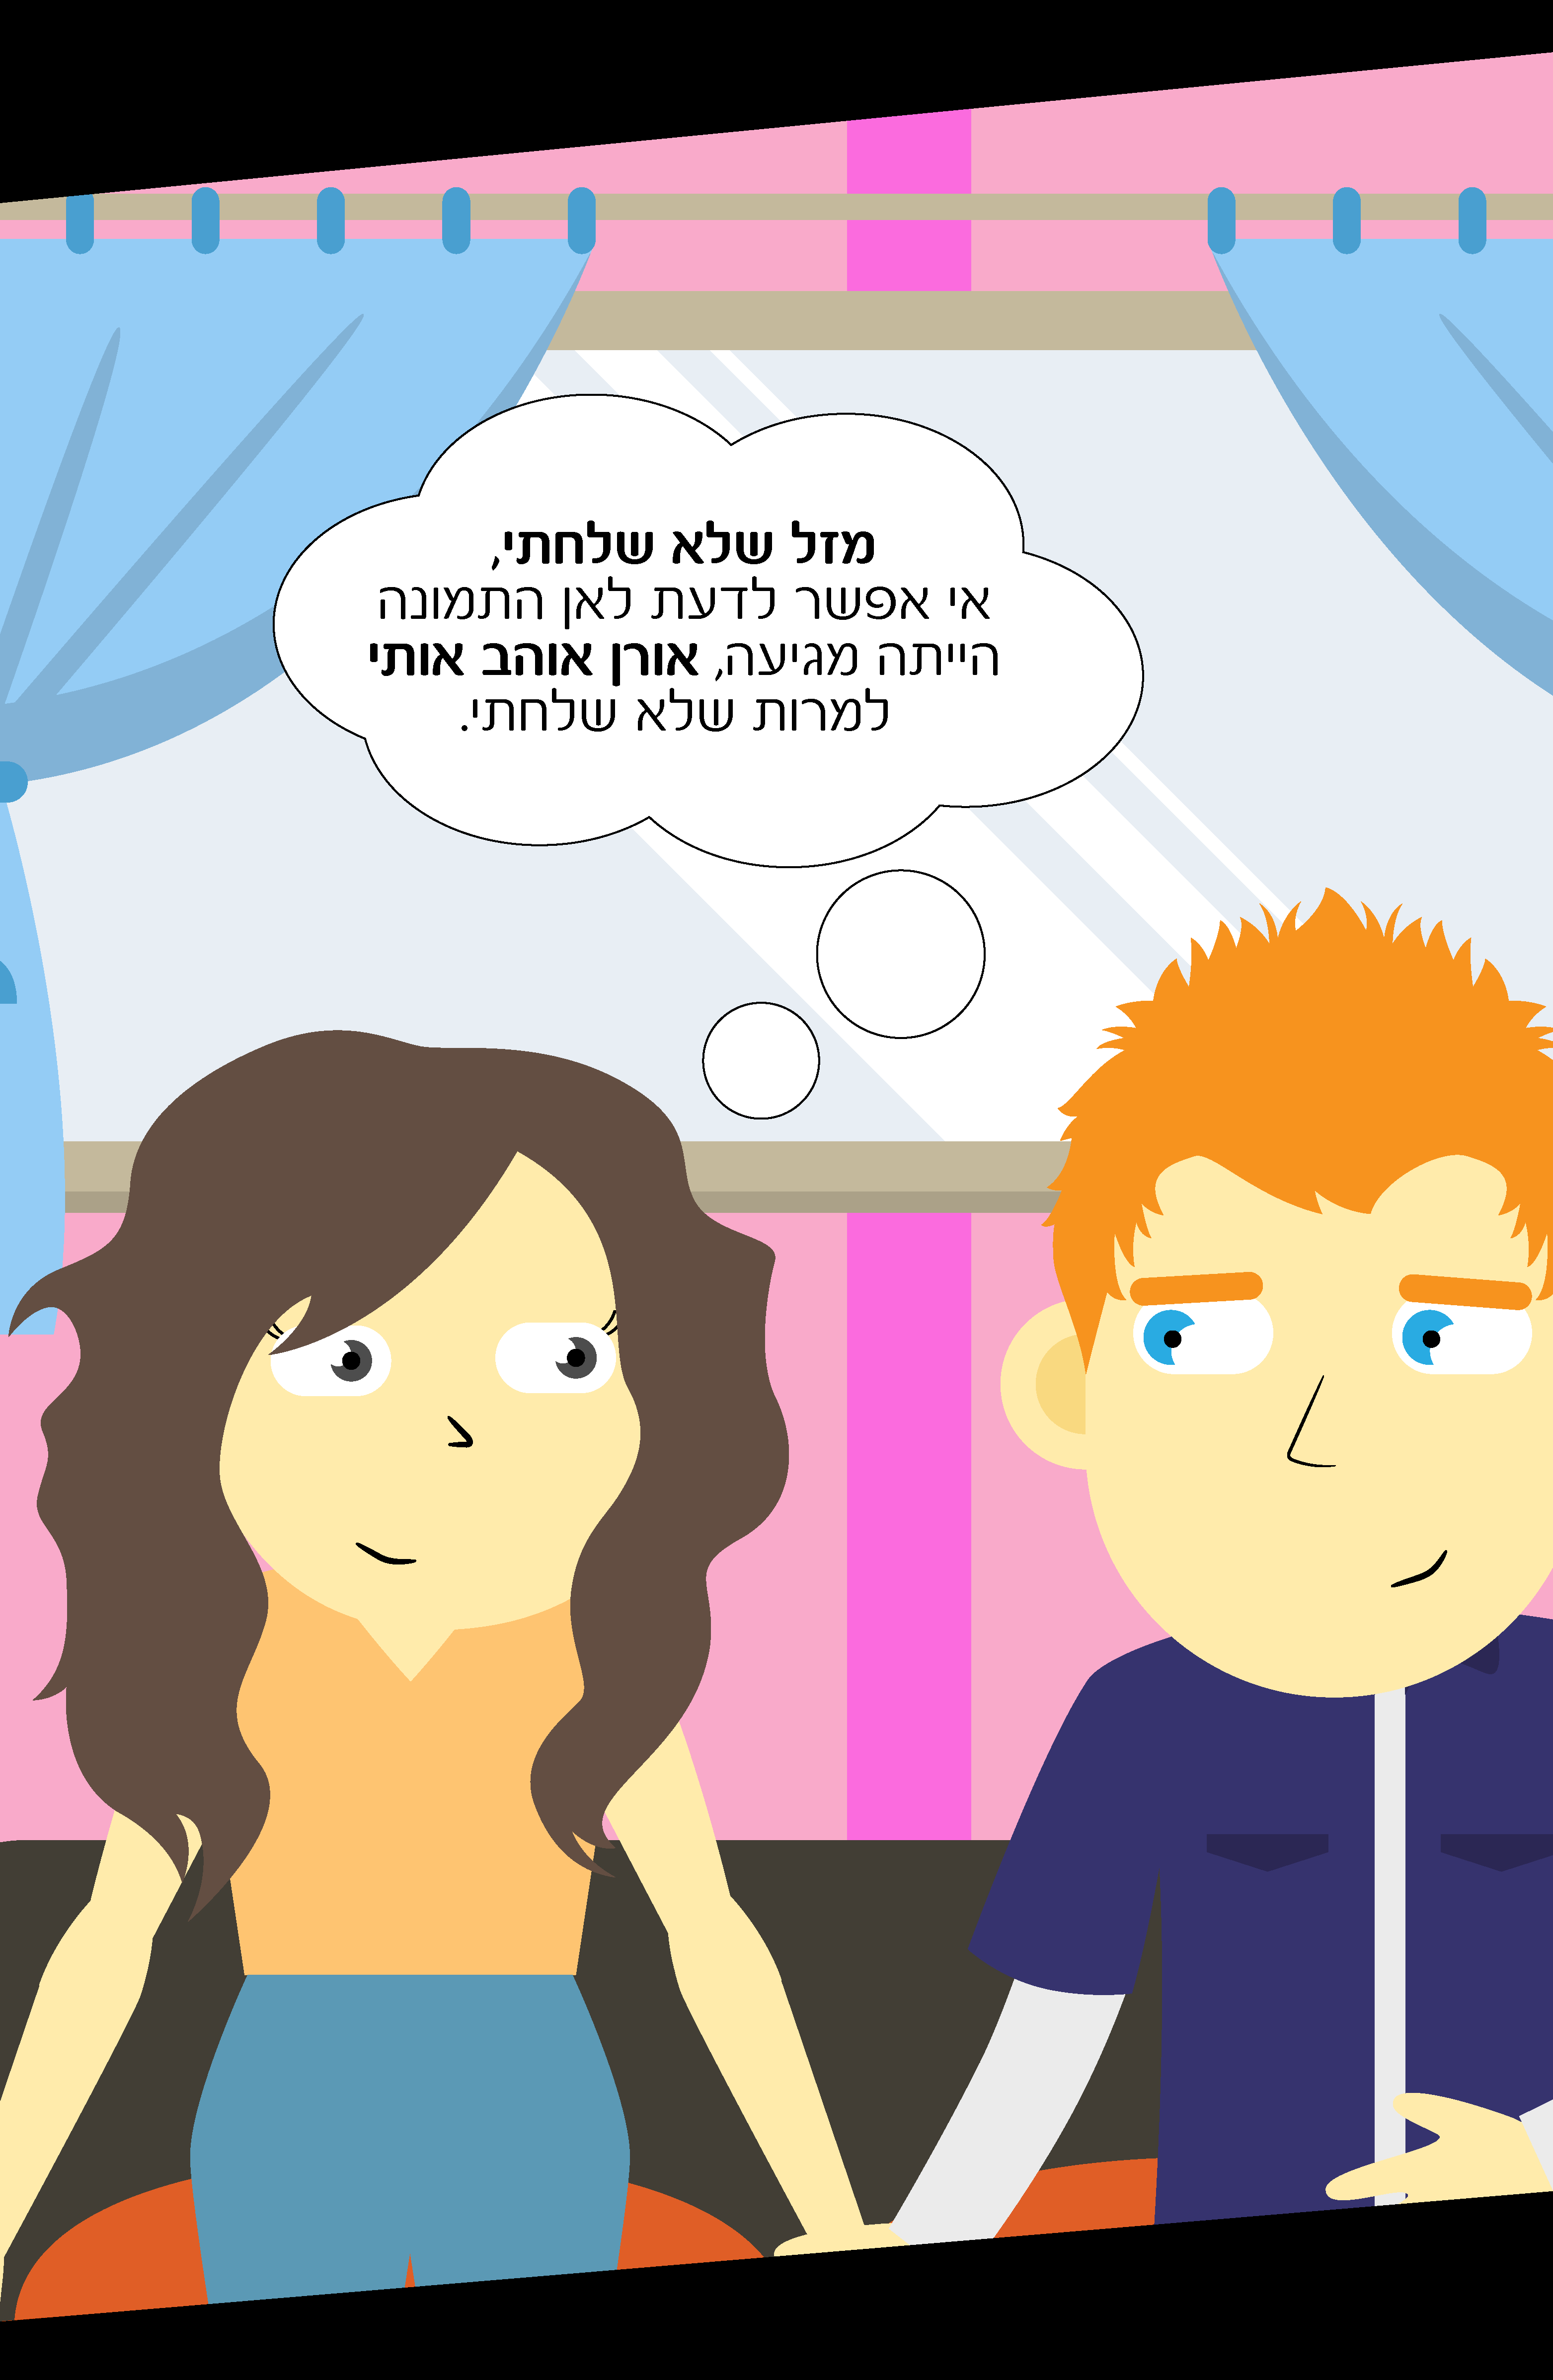 מזל שלא שלחתי,
אי אפשר לדעת לאן התמונה
הייתה מגיעה, אורן אוהב אותי
למרות שלא שלחתי.